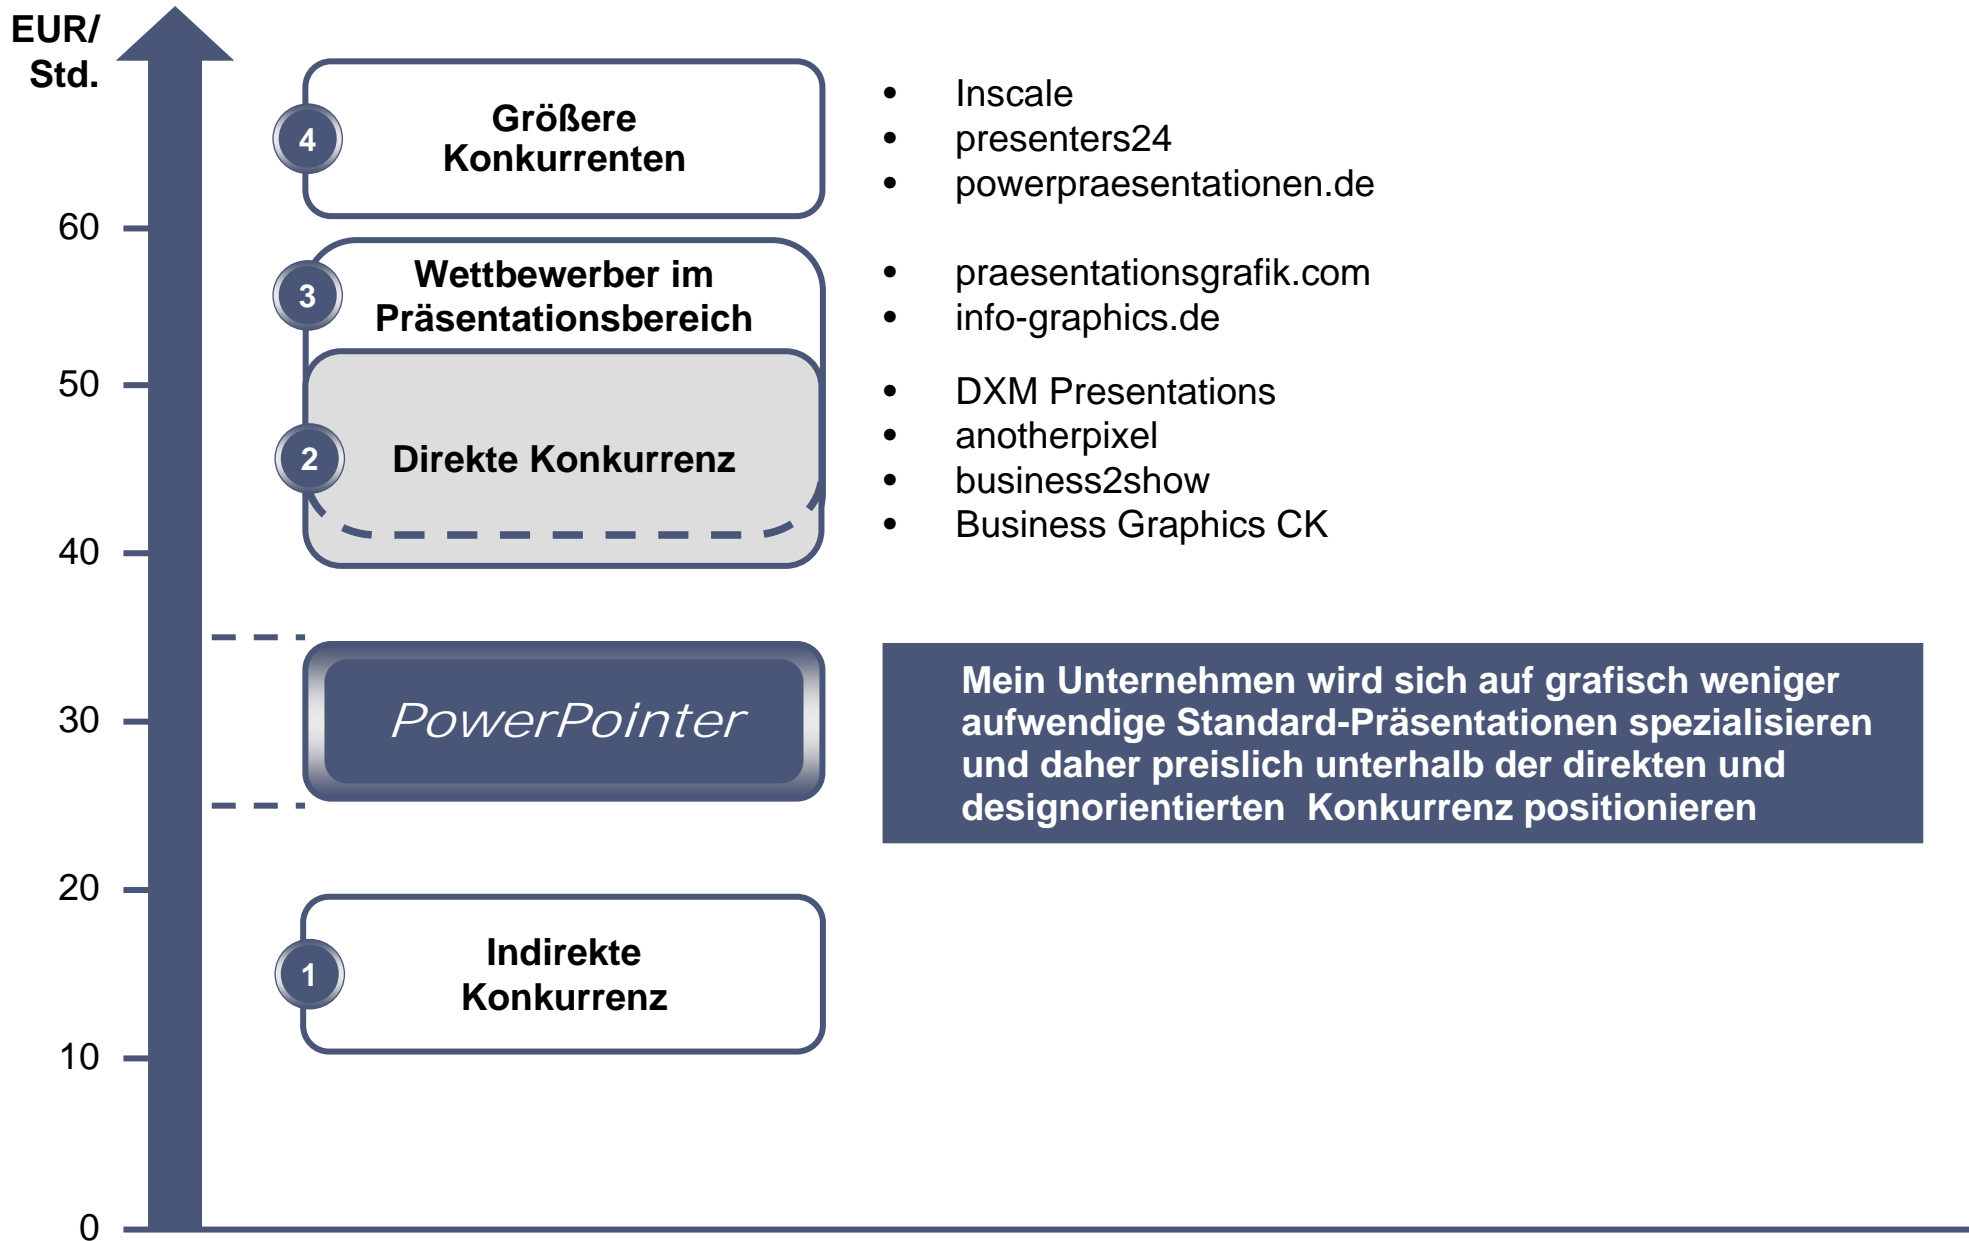 EUR/
Std.
4
Größere
Konkurrenten
• Inscale
• presenters24
• powerpraesentationen.de
60
3
Wettbewerber im
Präsentationsbereich
• praesentationsgrafik.com
• info-graphics.de
50
2
Direkte Konkurrenz
• DXM Presentations
• anotherpixel
• business2show
• Business Graphics CK
40
30
PowerPointer
Mein Unternehmen wird sich auf grafisch weniger
aufwendige Standard-Präsentationen spezialisieren
und daher preislich unterhalb der direkten und
designorientierten Konkurrenz positionieren
20
1
Indirekte
Konkurrenz
10
0